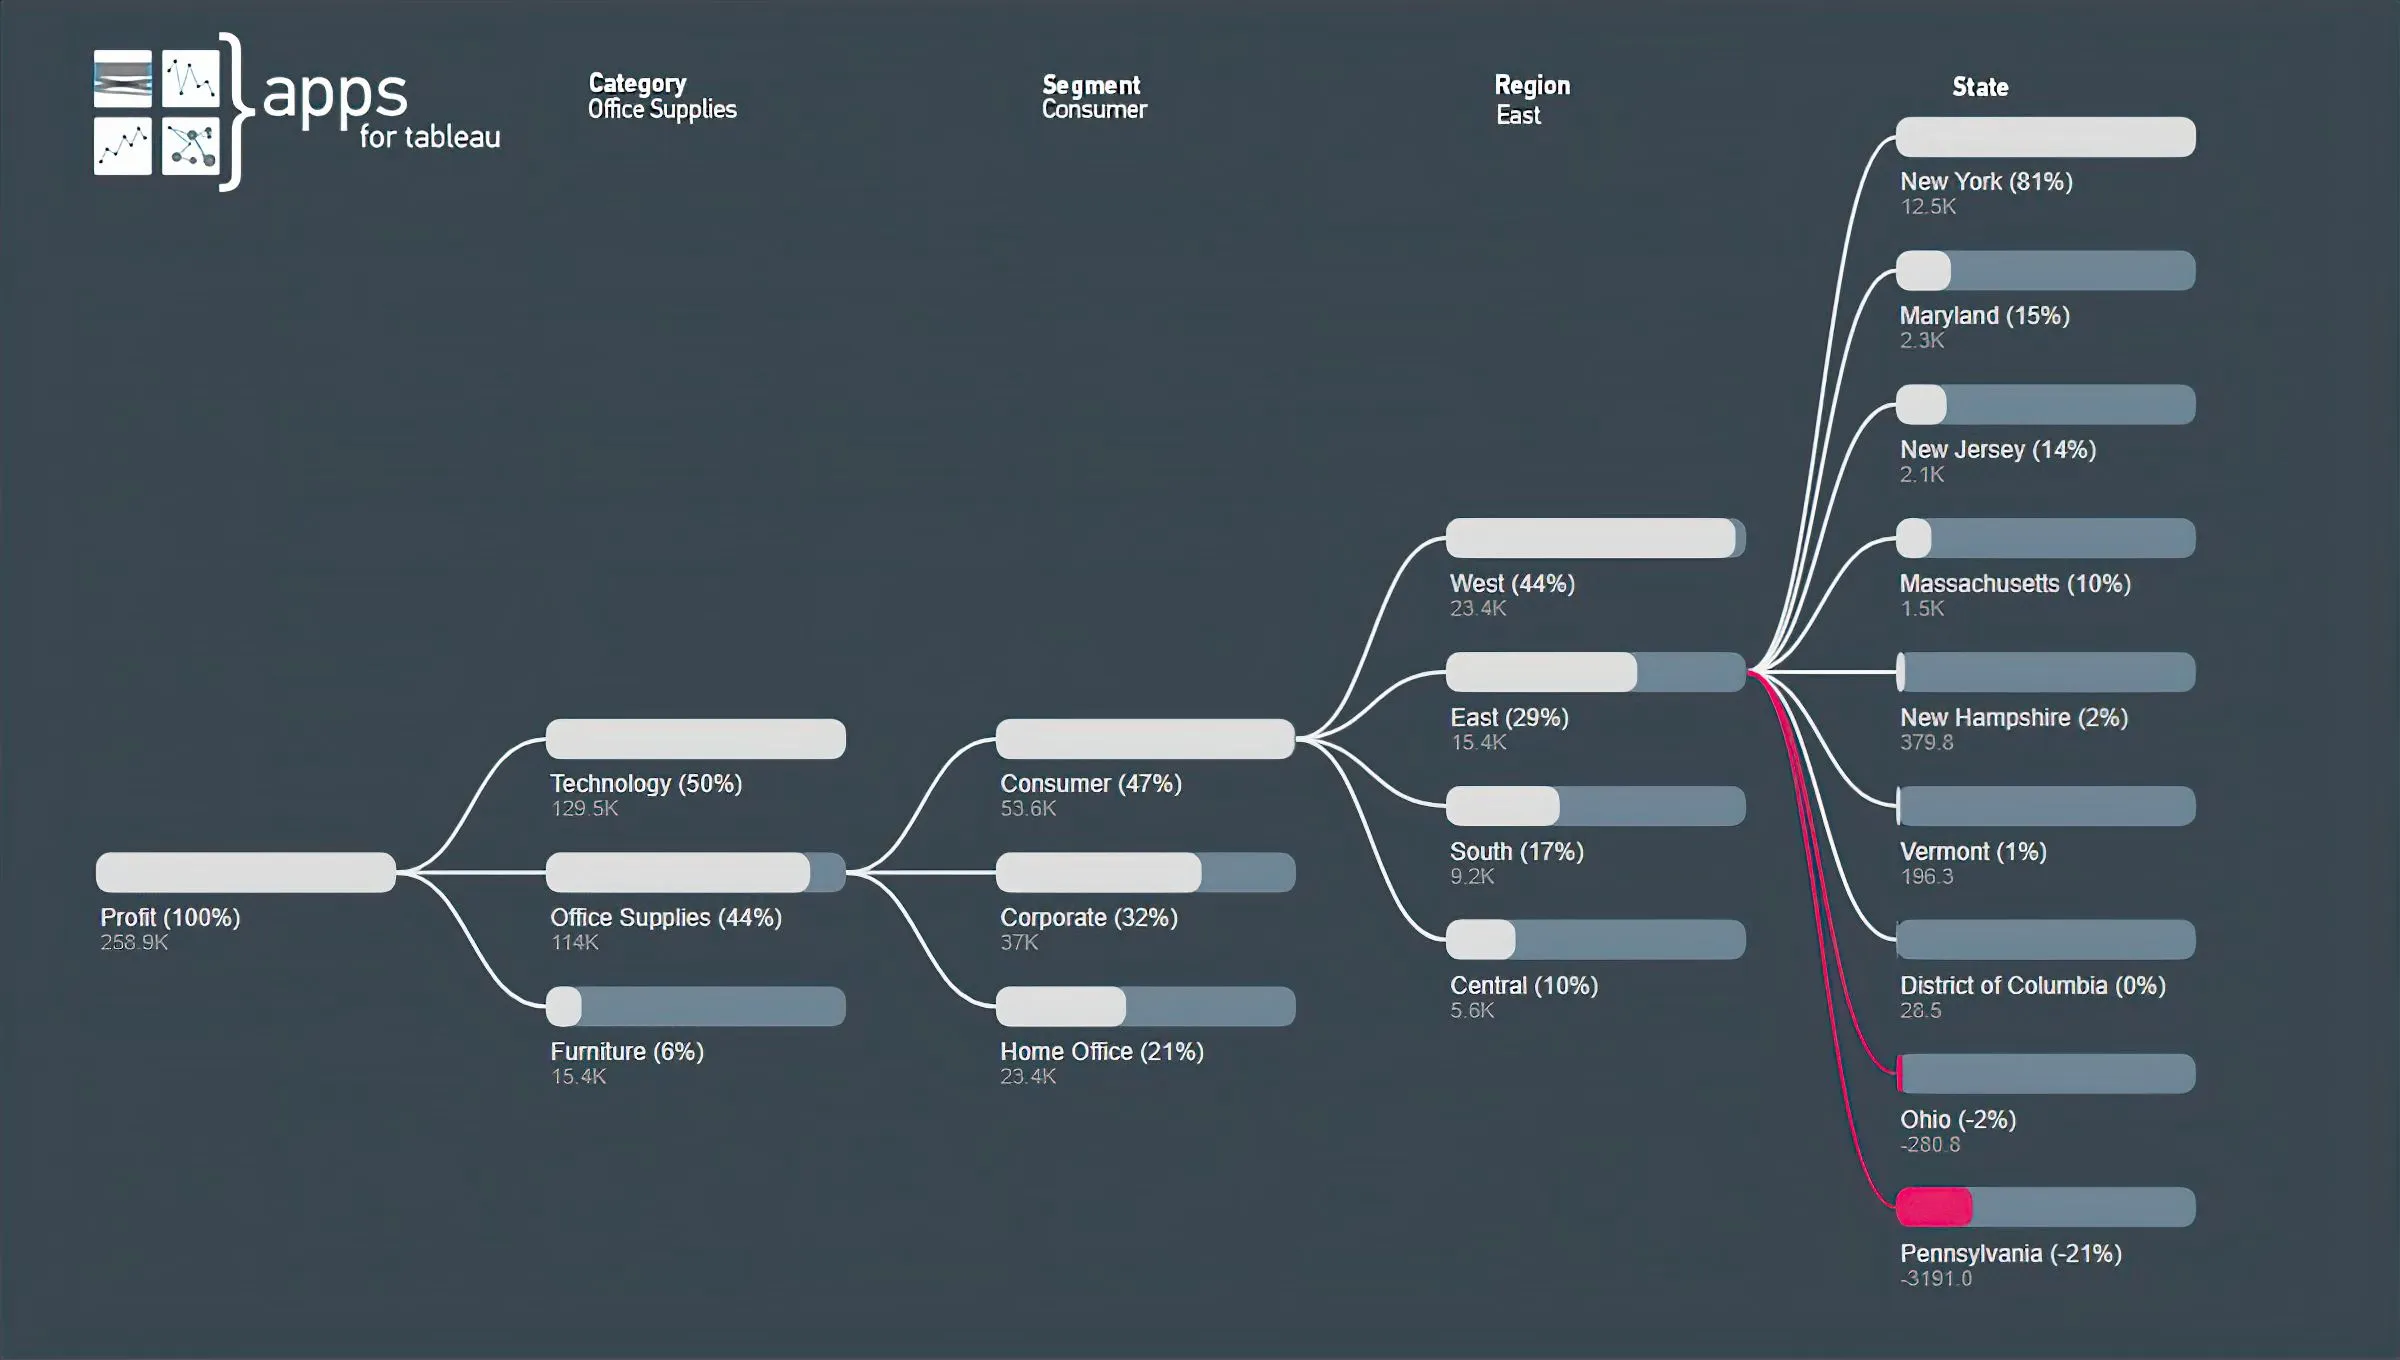 apps
for tableau
Category
Office Supplies
Segment
Consumer
Region
East
State
Profit (100%)
258.9K
Technology (50%)
129.5K
Office Supplies (44%)
114K
Furniture (6%)
15.4K
Consumer (47%)
53.6K
Corporate (32%)
37K
Home Office (21%)
23.4K
West (44%)
23.4K
East (29%)
15.4K
South (17%)
9.2K
Central (10%)
5.6K
New York (81%)
12.5K
Maryland (15%)
2.3K
New Jersey (14%)
2.1K
Massachusetts (10%)
1.5K
New Hampshire (2%)
379.8
Vermont (1%)
196.3
District of Columbia (0%)
28.5
Ohio (-2%)
-280.8
Pennsylvania (-21%)
-3191.0